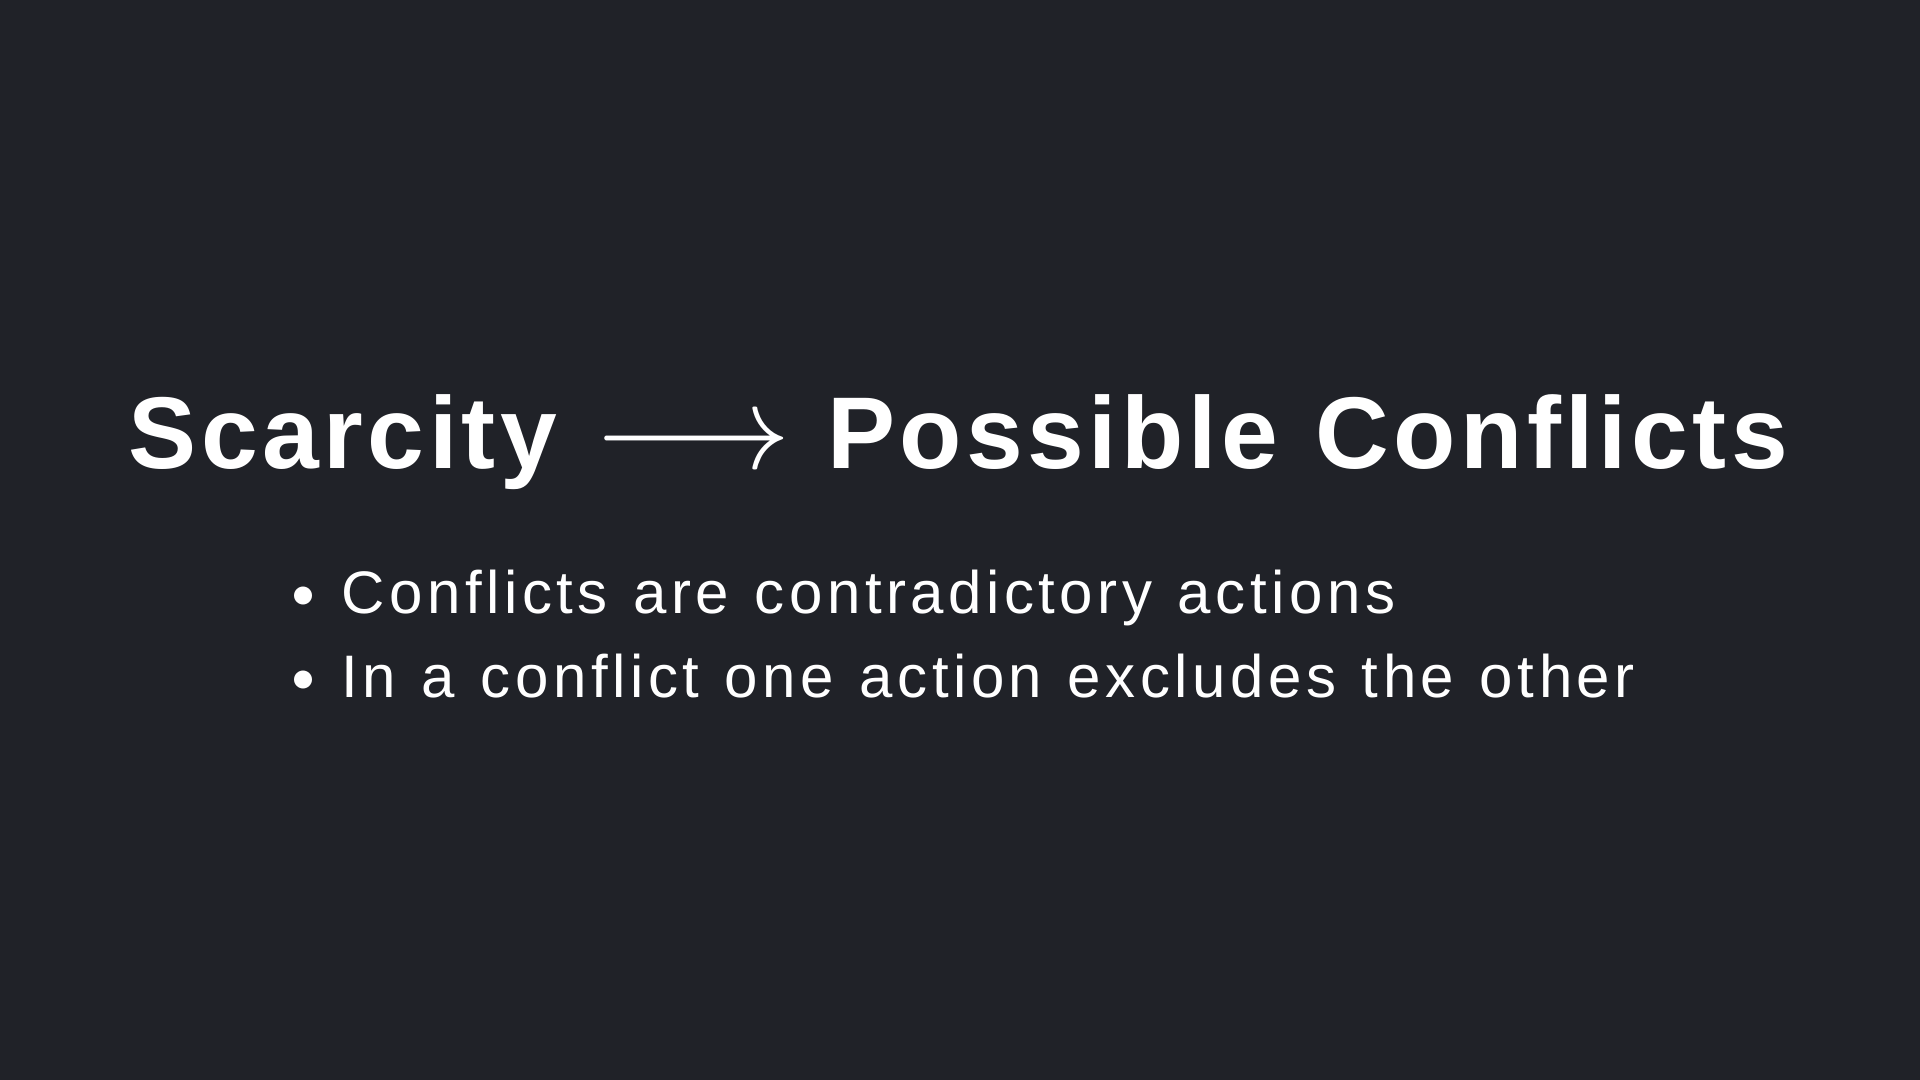 Scarcity → Possible Conflicts
• Conflicts are contradictory actions
• In a conflict one action excludes the other